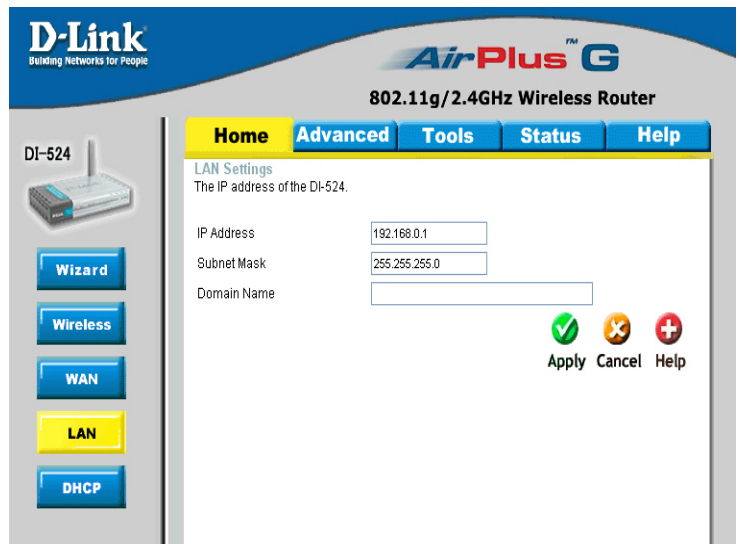 D-Link
Building Networks for People
AirPlus™ G
802.11g/2.4GHz Wireless Router
DI-524
Home Advanced Tools Status Help
LAN Settings
The IP address of the DI-524.
IP Address 192.168.0.1
Subnet Mask 255.255.255.0
Domain Name
Apply Cancel Help
Wizard
Wireless
WAN
LAN
DHCP